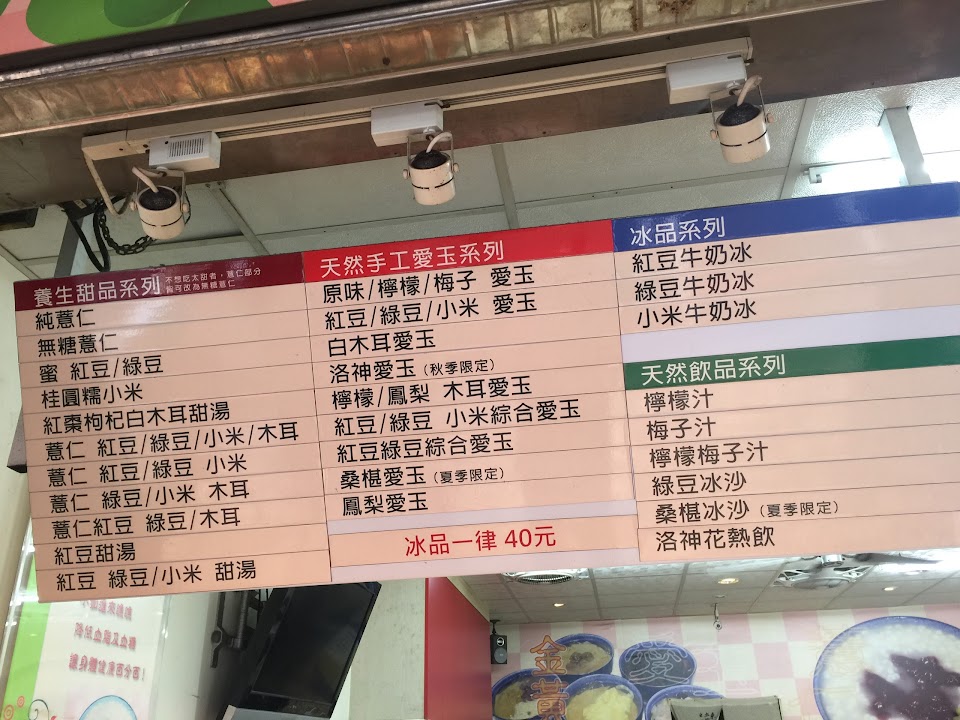 養生甜品系列
不想吃太甜者，薏仁部分
皆可改為無糖薏仁
純薏仁
無糖薏仁
蜜 紅豆/綠豆
桂圓糯小米
紅棗枸杞白木耳甜湯
薏仁 紅豆/綠豆/小米/木耳
薏仁 紅豆/綠豆 小米
薏仁 綠豆/小米 木耳
薏仁紅豆 綠豆/木耳
紅豆甜湯
紅豆 綠豆/小米 甜湯
天然手工愛玉系列
原味/檸檬/梅子 愛玉
紅豆/綠豆/小米 愛玉
白木耳愛玉
洛神愛玉（秋季限定）
檸檬/鳳梨 木耳愛玉
紅豆/綠豆 小米綜合愛玉
紅豆綠豆綜合愛玉
桑椹愛玉（夏季限定）
鳳梨愛玉
冰品一律 40元
冰品系列
紅豆牛奶冰
綠豆牛奶冰
小米牛奶冰
天然飲品系列
檸檬汁
梅子汁
檸檬梅子汁
綠豆冰沙
桑椹冰沙（夏季限定）
洛神花熱飲
金
愛